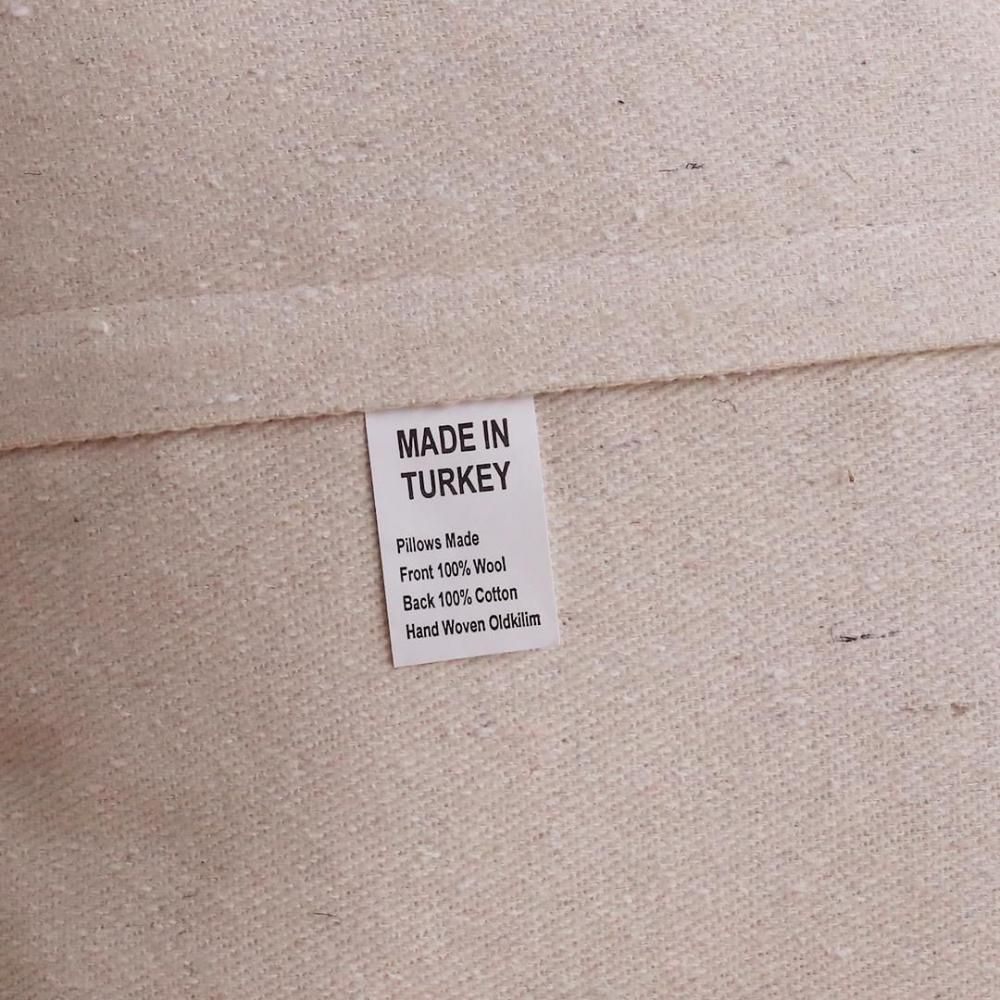 MADE IN
TURKEY
Pillows Made
Front 100% Wool
Back 100% Cotton
Hand Woven Oldkilim